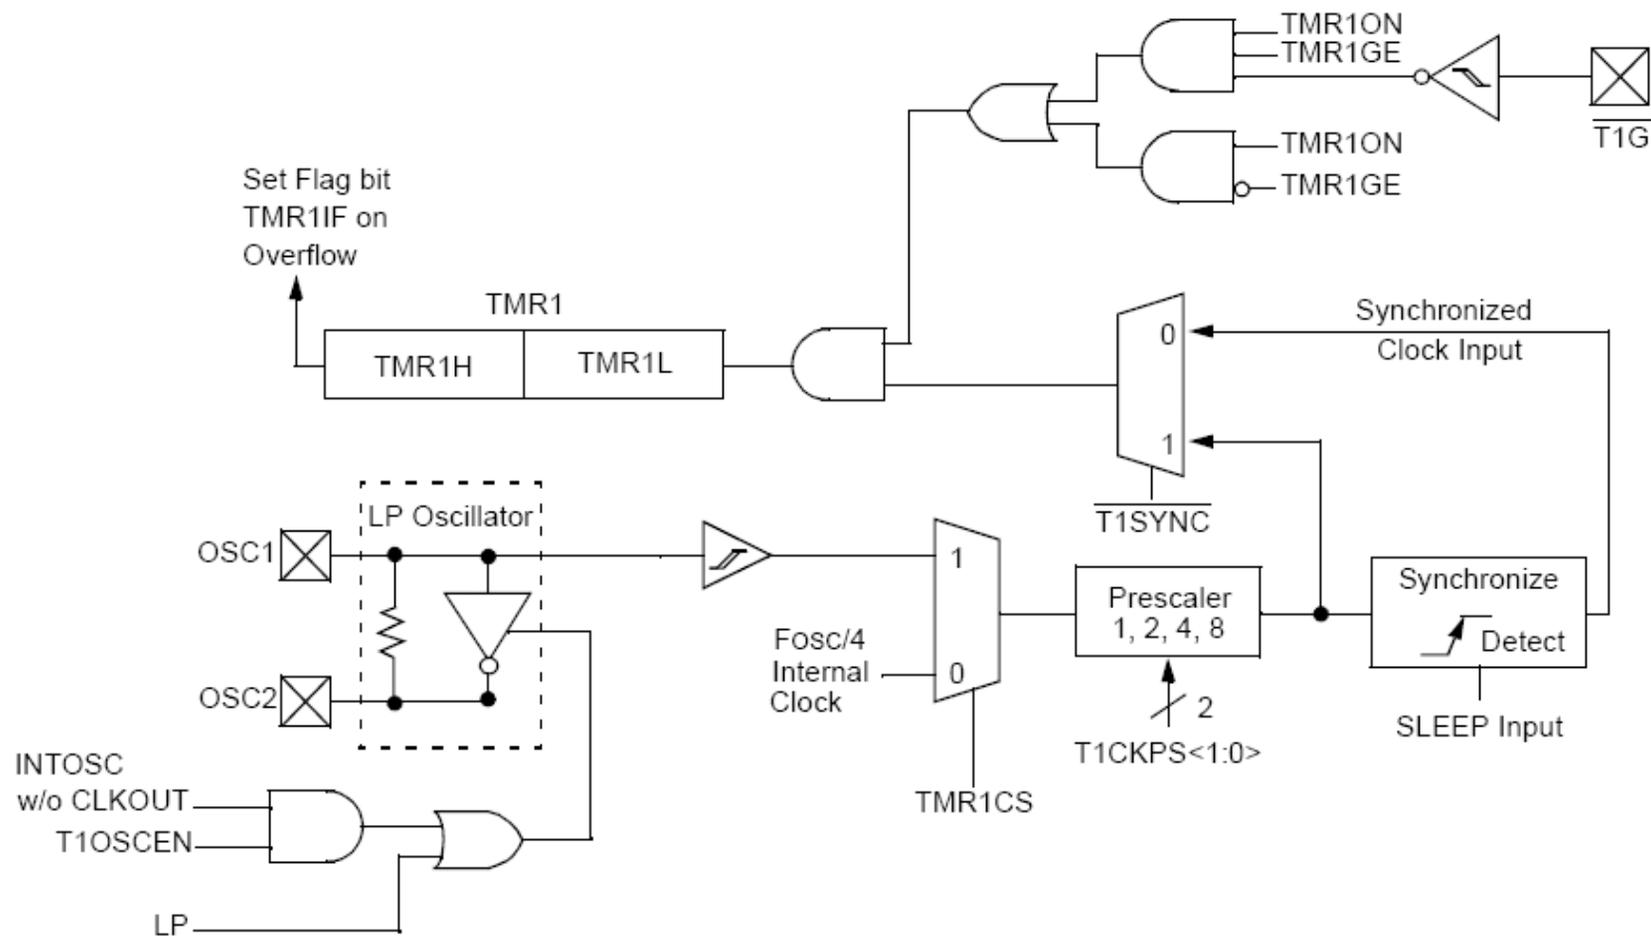 TMR1ON
TMR1GE
T1G
TMR1ON
TMR1GE
Set Flag bit
TMR1IF on
Overflow
TMR1
TMR1H
TMR1L
0
Synchronized
Clock Input
1
T1SYNC
LP Oscillator
OSC1
1
Synchronize
Detect
Prescaler
1, 2, 4, 8
Fosc/4
Internal
Clock
0
OSC2
2
SLEEP Input
T1CKPS<1:0>
INTOSC
w/o CLKOUT
TMR1CS
T1OSCEN
LP